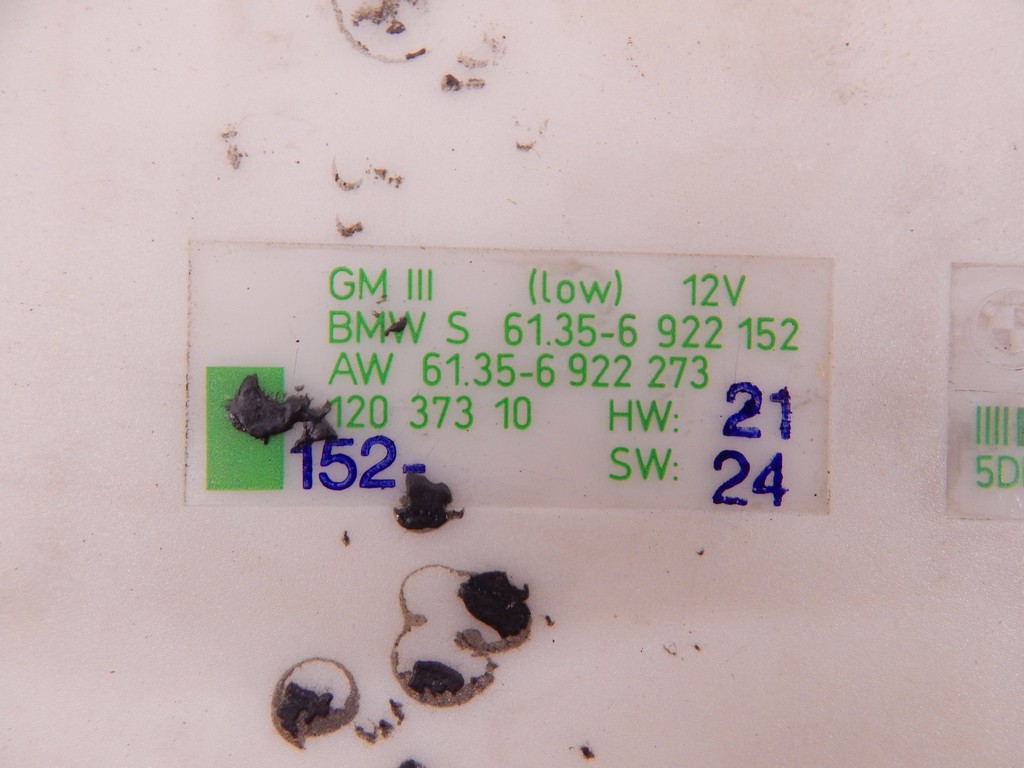 GM III (low) 12V
BMW S 61.35-6 922 152
AW 61.35-6 922 273
120 373 10 HW: 21
152- SW: 24